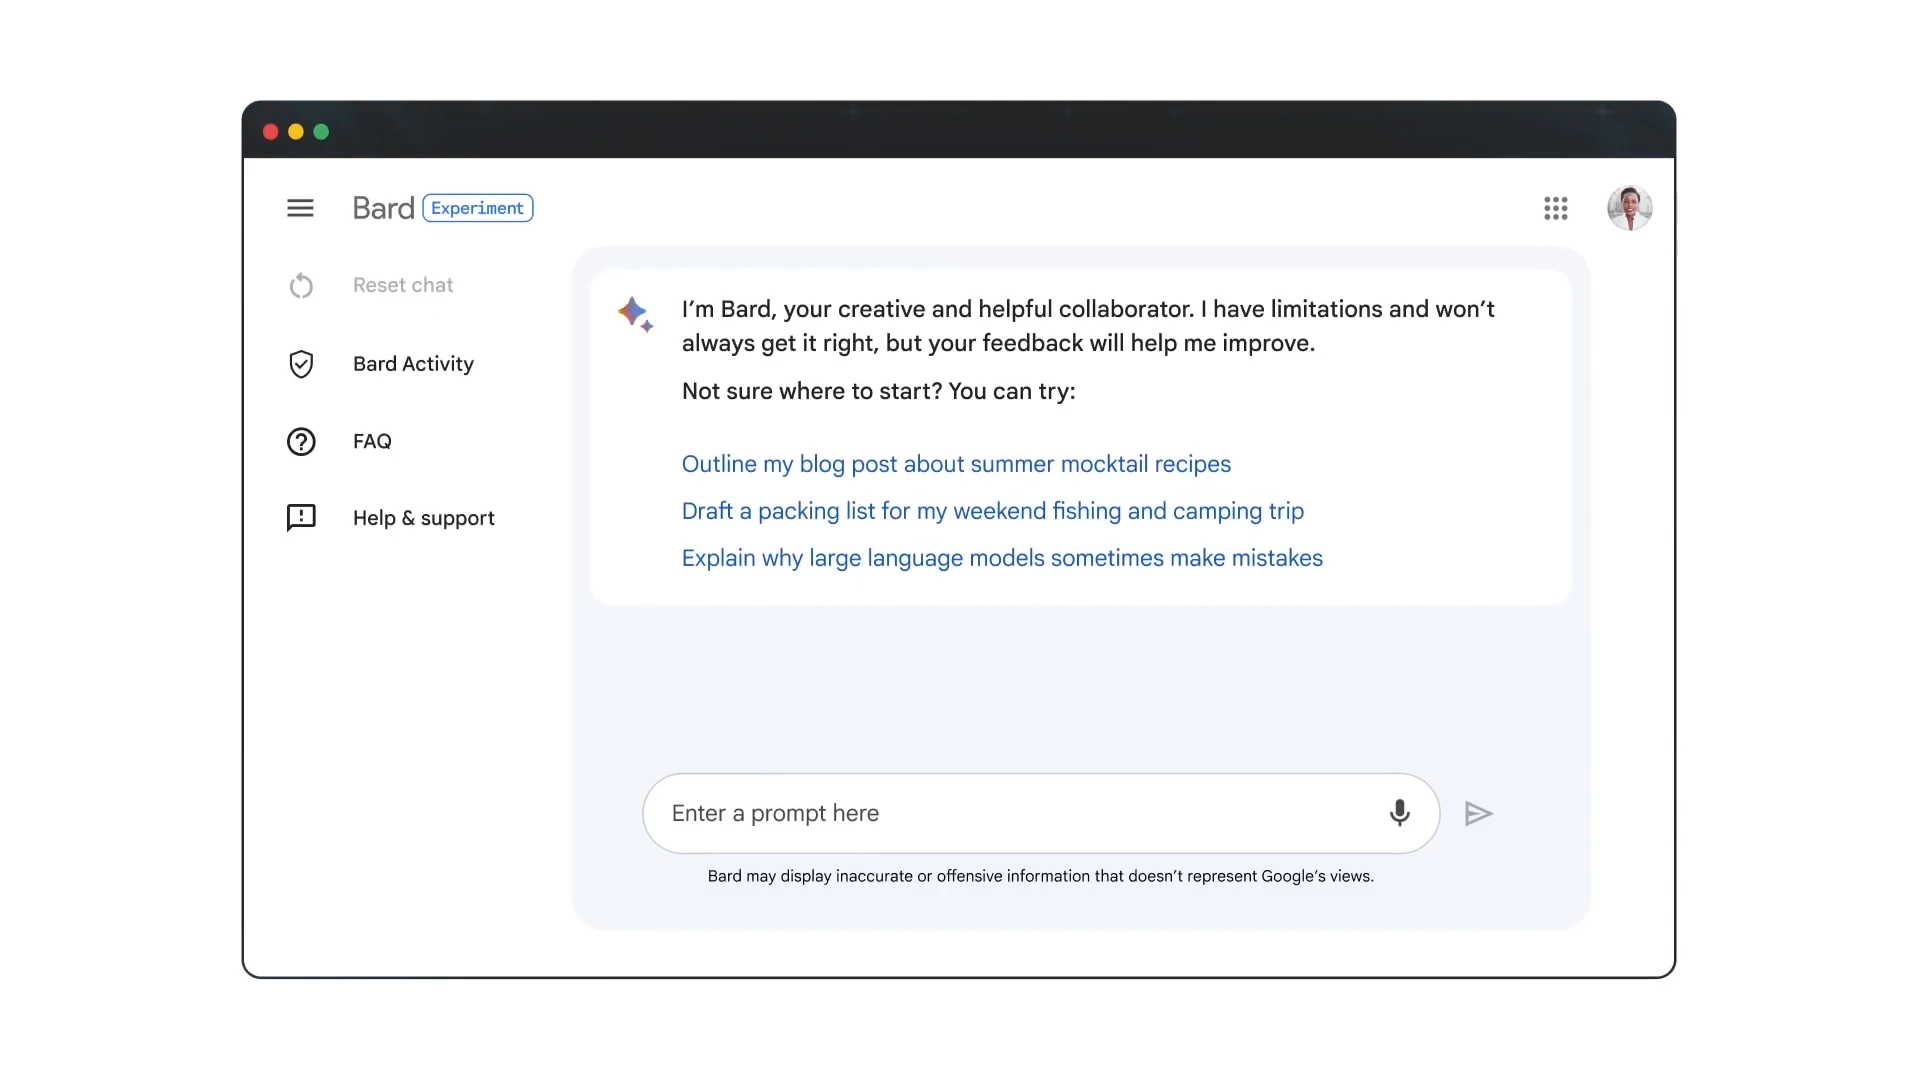 Bard Experiment
Reset chat
Bard Activity
FAQ
Help & support
I’m Bard, your creative and helpful collaborator. I have limitations and won’t
always get it right, but your feedback will help me improve.
Not sure where to start? You can try:
Outline my blog post about summer mocktail recipes
Draft a packing list for my weekend fishing and camping trip
Explain why large language models sometimes make mistakes
Enter a prompt here
Bard may display inaccurate or offensive information that doesn’t represent Google’s views.